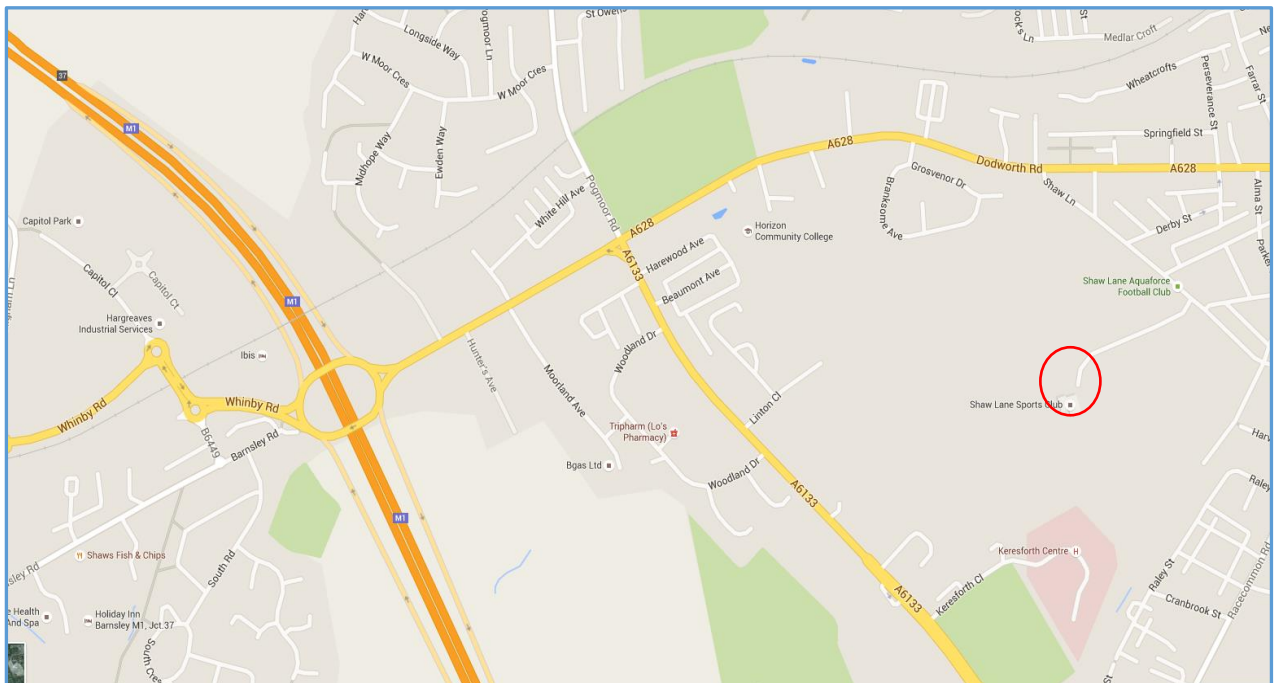 Longside Way
Pogmoor Ln
St Owens
W Moor Cres
W Moor Cres
Medlar Croft
Wheatcrofts
Perseverance St
Farrar St
37
M1
Midhope Way
Ewden Way
Springfield St
A628
Dodworth Rd
A628
White Hill Ave
Pogmoor Rd
Grosvenor Dr
Branksome Ave
Shaw Ln
Derby St
Alma St
Capitol Park
Horizon
Community College
A628
Harewood Ave
A6133
Beaumont Ave
Capitol Cl
Capitol Ct
Shaw Lane Aquaforce
Football Club
M1
Hargreaves
Industrial Services
Ibis
Hunter's Ave
Moorland Ave
Woodland Dr
Linton Cl
Shaw Lane Sports Club
Whinby Rd
Whinby Rd
B6449
Barnsley Rd
Tripharm (Lo's
Pharmacy)
Bgas Ltd
Woodland Dr
A6133
M1
Shaws Fish & Chips
South Rd
Keresforth Centre
H
Raley St
Racecommon Rd
Keresforth Cl
Cranbrook St
A6133
Holiday Inn
Barnsley M1, Jct.37
South Cres